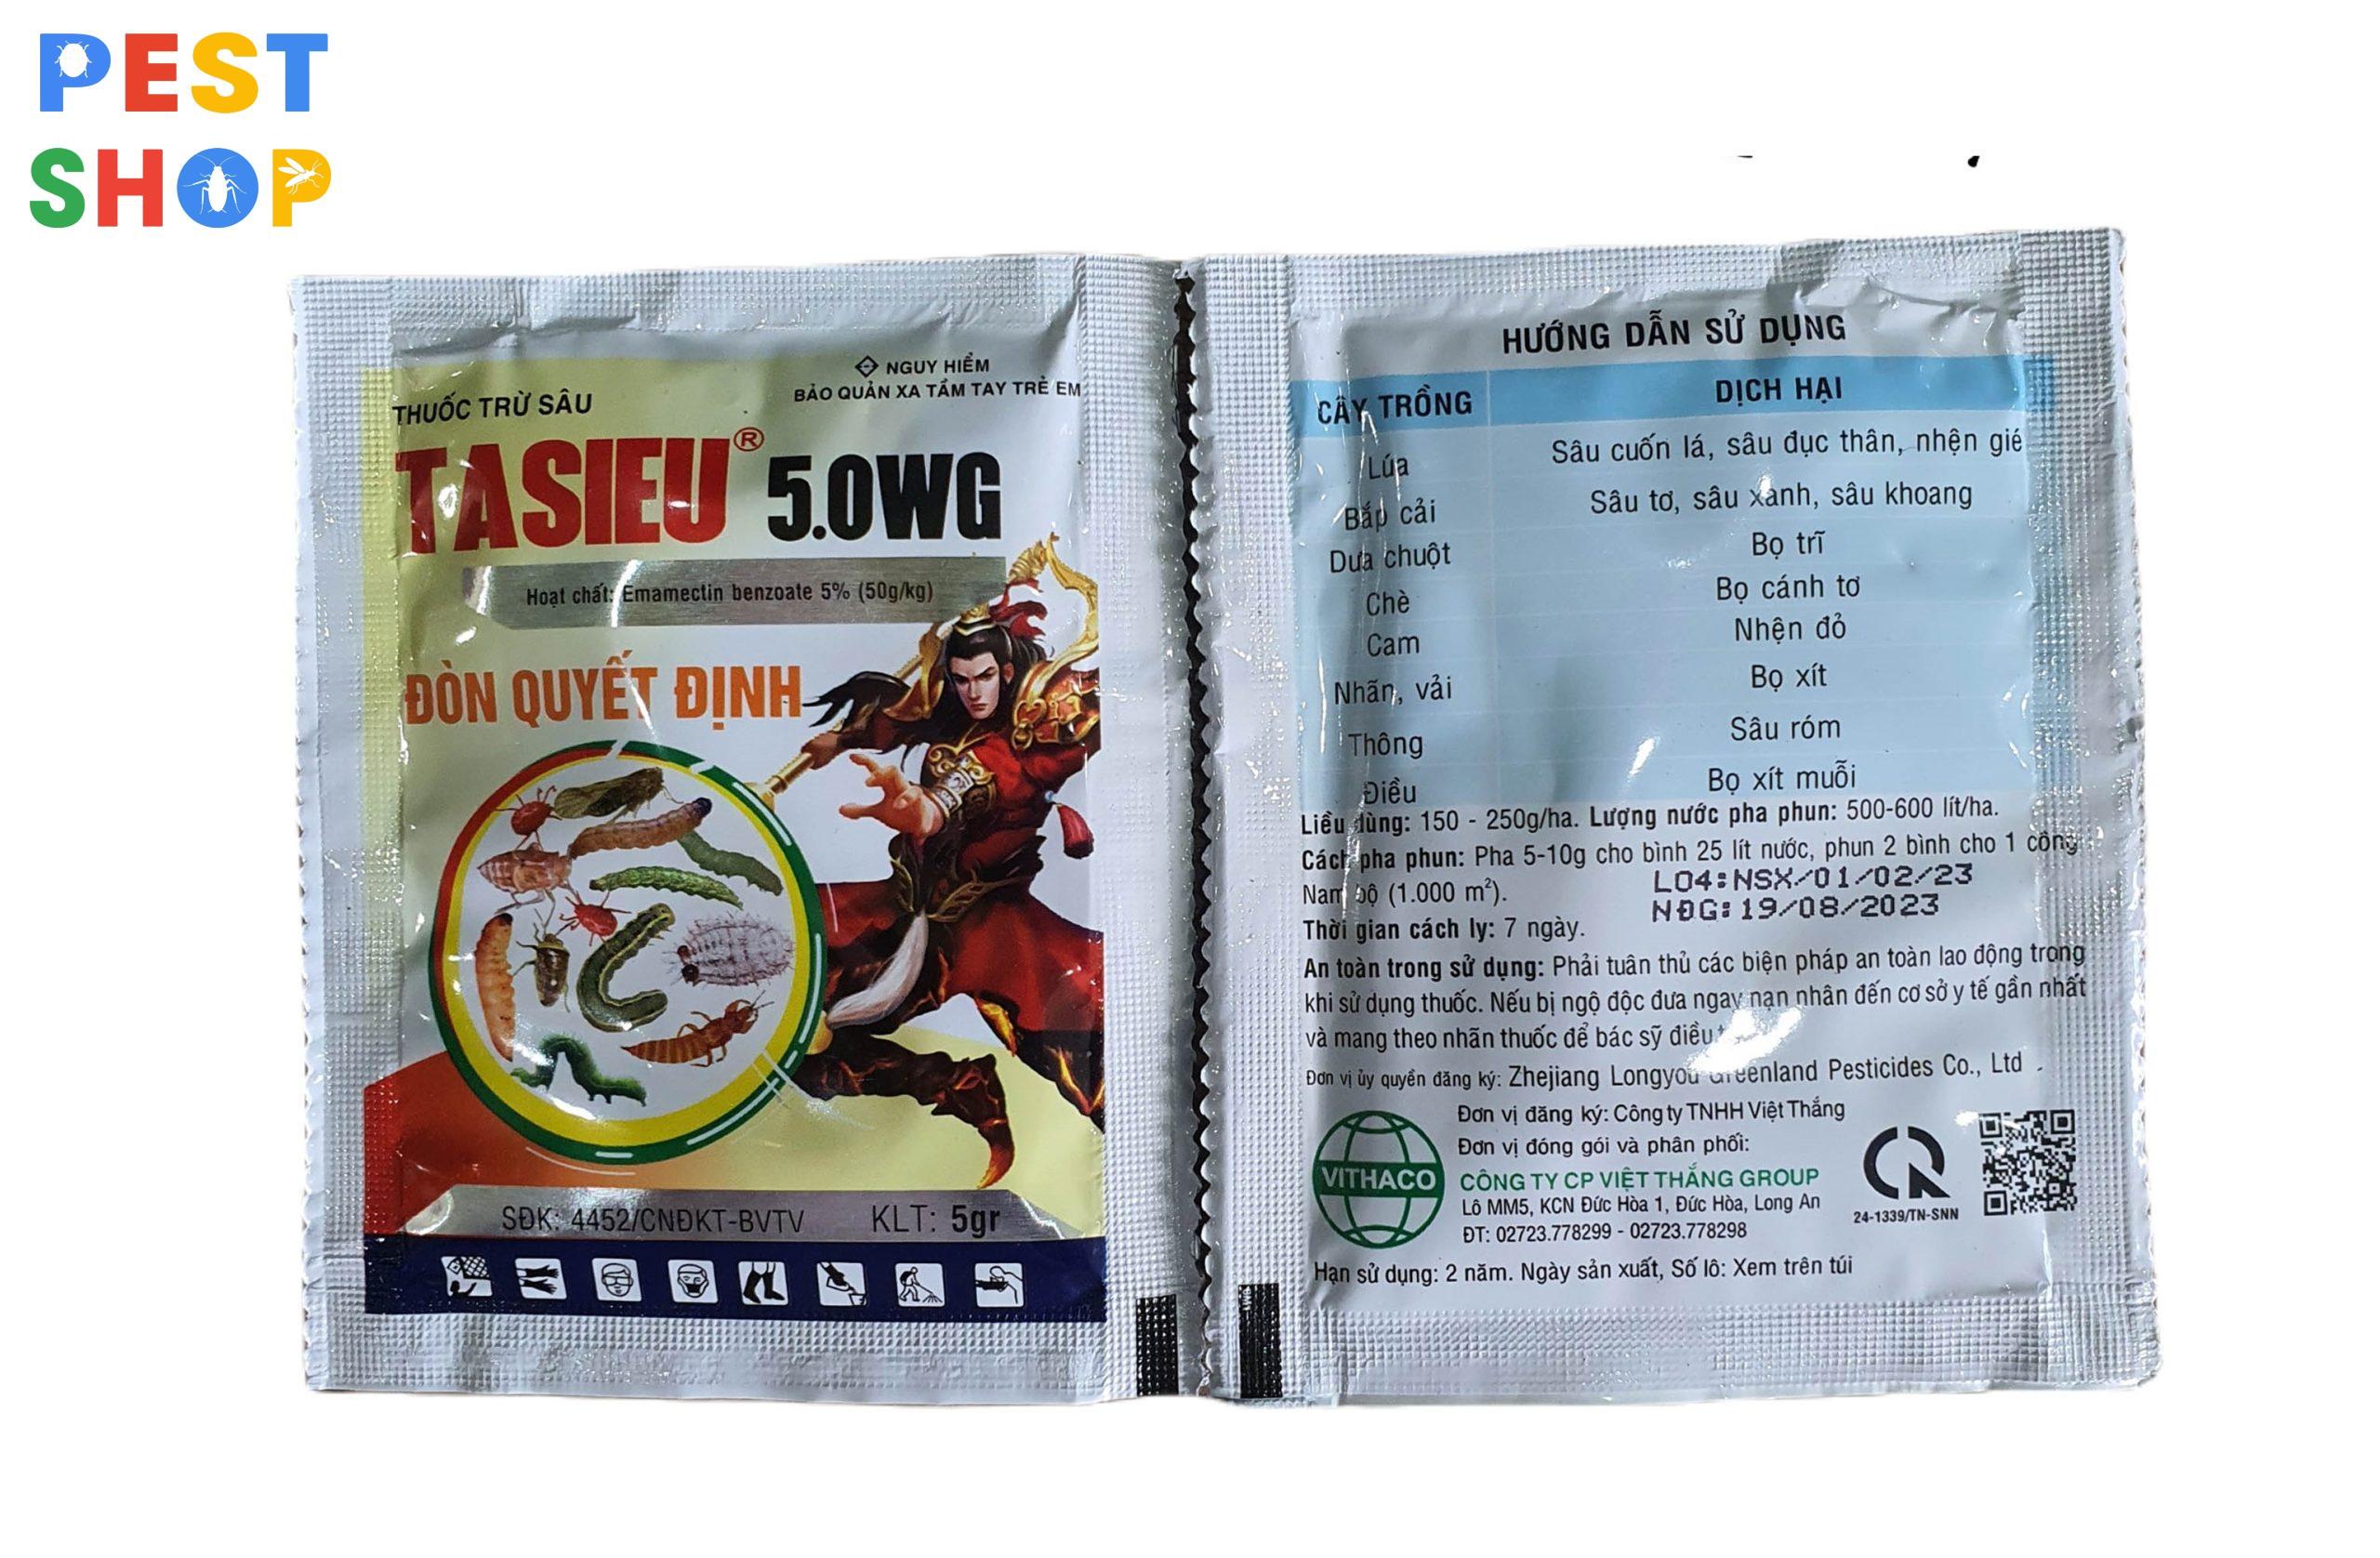 PEST
SHOP
NGUY HIỂM
BẢO QUẢN XA TẦM TAY TRẺ EM
THUỐC TRỪ SÂU
TASIEU® 5.0WG
Hoạt chất: Emamectin benzoate 5% (50g/kg)
ĐÒN QUYẾT ĐỊNH
SĐK: 4452/CNĐKT-BVTV KLT: 5gr
HƯỚNG DẪN SỬ DỤNG
CÂY TRỒNG DỊCH HẠI
Lúa Sâu cuốn lá, sâu đục thân, nhện gié
Bắp cải Sâu tơ, sâu xanh, sâu khoang
Dưa chuột Bọ trĩ
Chè Bọ cánh tơ
Cam Nhện đỏ
Nhãn, vải Bọ xít
Thông Sâu róm
Điều Bọ xít muỗi
Liều dùng: 150 - 250g/ha. Lượng nước pha phun: 500-600 lít/ha.
Cách pha phun: Pha 5-10g cho bình 25 lít nước, phun 2 bình cho 1 công
Nam bộ (1.000 m²).
LO4:NSX/01/02/23
NĐG:19/08/2023
Thời gian cách ly: 7 ngày.
An toàn trong sử dụng: Phải tuân thủ các biện pháp an toàn lao động trong
khi sử dụng thuốc. Nếu bị ngộ độc đưa ngay nạn nhân đến cơ sở y tế gần nhất
và mang theo nhãn thuốc để bác sỹ điều
Đơn vị ủy quyền đăng ký: Zhejiang Longyou Greenland Pesticides Co., Ltd .
Đơn vị đăng ký: Công ty TNHH Việt Thắng
Đơn vị đóng gói và phân phối:
VITHACO
CÔNG TY CP VIỆT THẮNG GROUP
Lô MM5, KCN Đức Hòa 1, Đức Hòa, Long An
ĐT: 02723.778299 - 02723.778298
24-1339/TN-SNN
Hạn sử dụng: 2 năm. Ngày sản xuất, Số lô: Xem trên túi